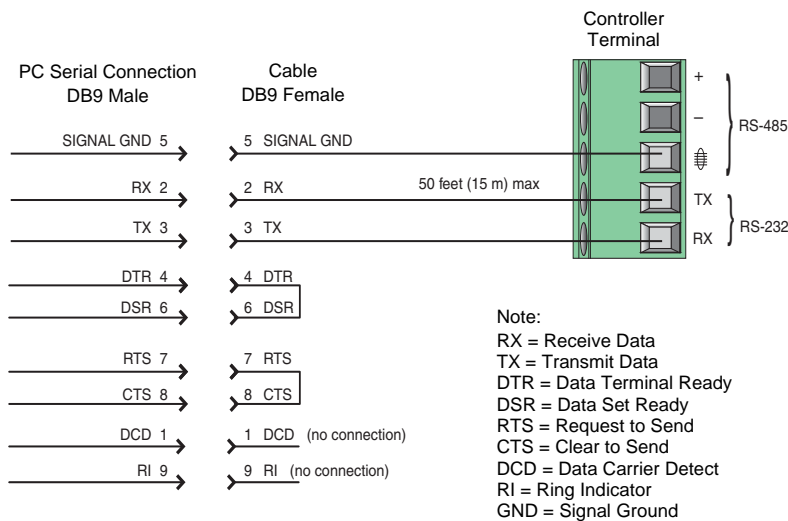 Controller
Terminal
PC Serial Connection
DB9 Male
Cable
DB9 Female
+
–
RS-485
SIGNAL GND 5
5 SIGNAL GND
RX 2
2 RX
50 feet (15 m) max
TX
TX 3
3 TX
RX
RS-232
DTR 4
4 DTR
DSR 6
6 DSR
RTS 7
7 RTS
CTS 8
8 CTS
DCD 1
1 DCD (no connection)
RI 9
9 RI (no connection)
Note:
RX = Receive Data
TX = Transmit Data
DTR = Data Terminal Ready
DSR = Data Set Ready
RTS = Request to Send
CTS = Clear to Send
DCD = Data Carrier Detect
RI = Ring Indicator
GND = Signal Ground